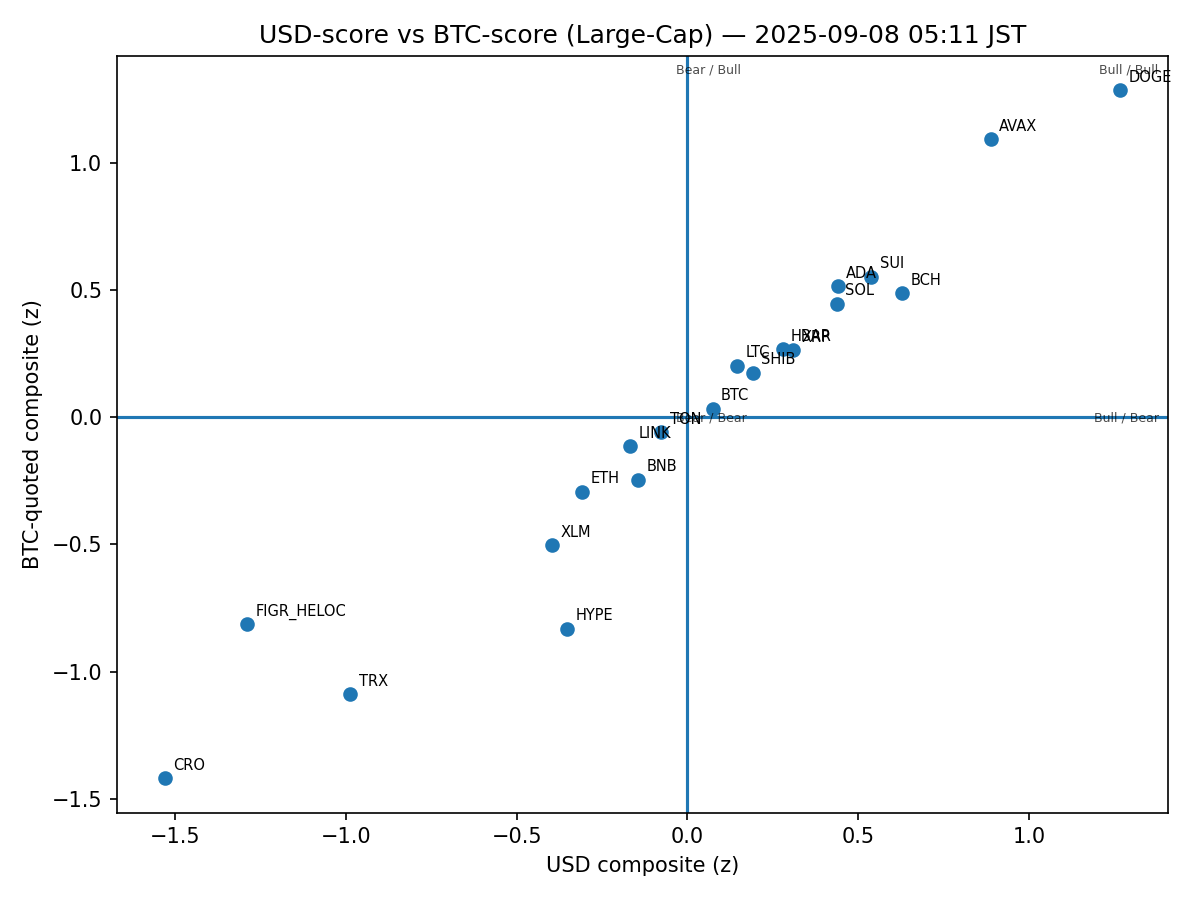 USD-score vs BTC-score (Large-Cap) — 2025-09-08 05:11 JST
Bear / Bull
Bull / Bull
DOGE
AVAX
1.0
SUI
ADA
BCH
SOL
0.5
HBAR
XRP
LTC
SHIB
BTC
0.0
TON
Bear / Bear
Bull / Bear
LINK
BNB
ETH
XLM
−0.5
FIGR_HELOC
HYPE
−1.0
TRX
CRO
−1.5
−1.5
−1.0
−0.5
0.0
0.5
1.0
USD composite (z)
BTC-quoted composite (z)